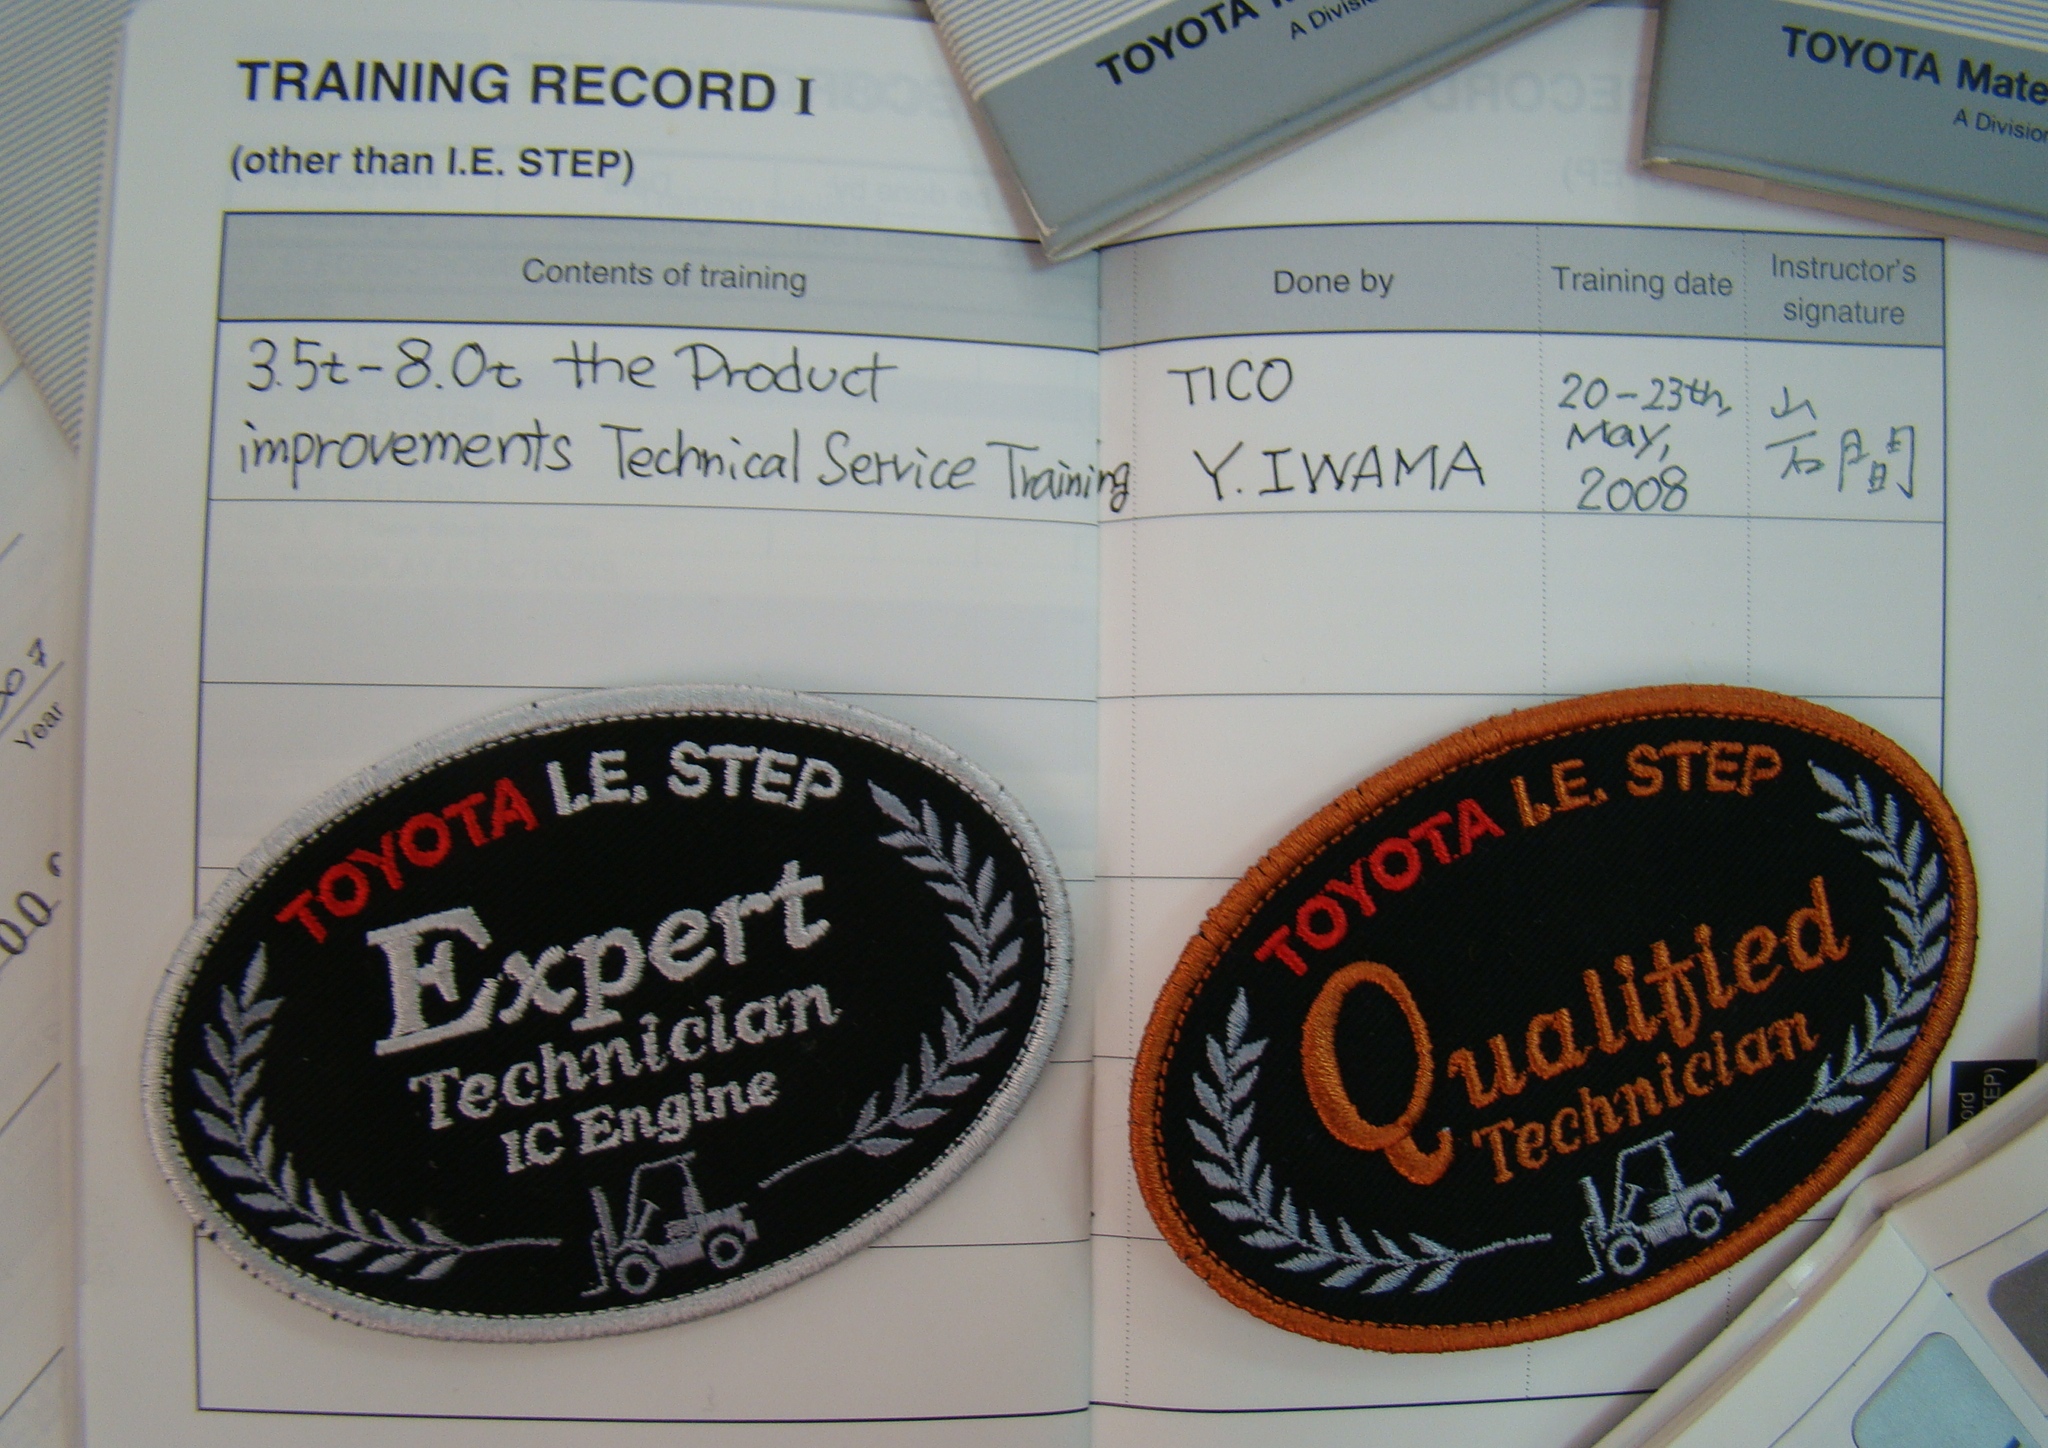 TRAINING RECORD I
(other than I.E. STEP)
TOYOTA
A Division
TOYOTA Mate
A Division
Contents of training
Done by
Training date
Instructor's
signature
3.5t-8.0t the Product
improvements Technical Service Training
TICO
Y. IWAMA
20-23th,
May,
2008
石間
Year
TOYOTA I.E. STEP
Expert
Technician
IC Engine
TOYOTA I.E. STEP
Qualified
Technician